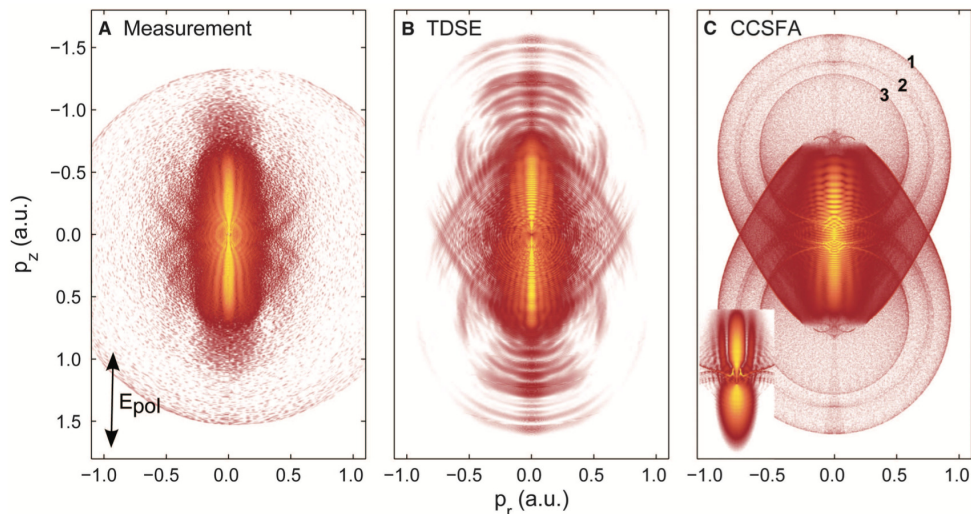 A Measurement
B TDSE
C CCSFA
−1.5
−1.0
−0.5
0.0
0.5
1.0
1.5
p_z (a.u.)
E_pol
1
2
3
−1.0 −0.5 0.0 0.5 1.0
−1.0 −0.5 0.0 0.5 1.0
−1.0 −0.5 0.0 0.5 1.0
p_r (a.u.)